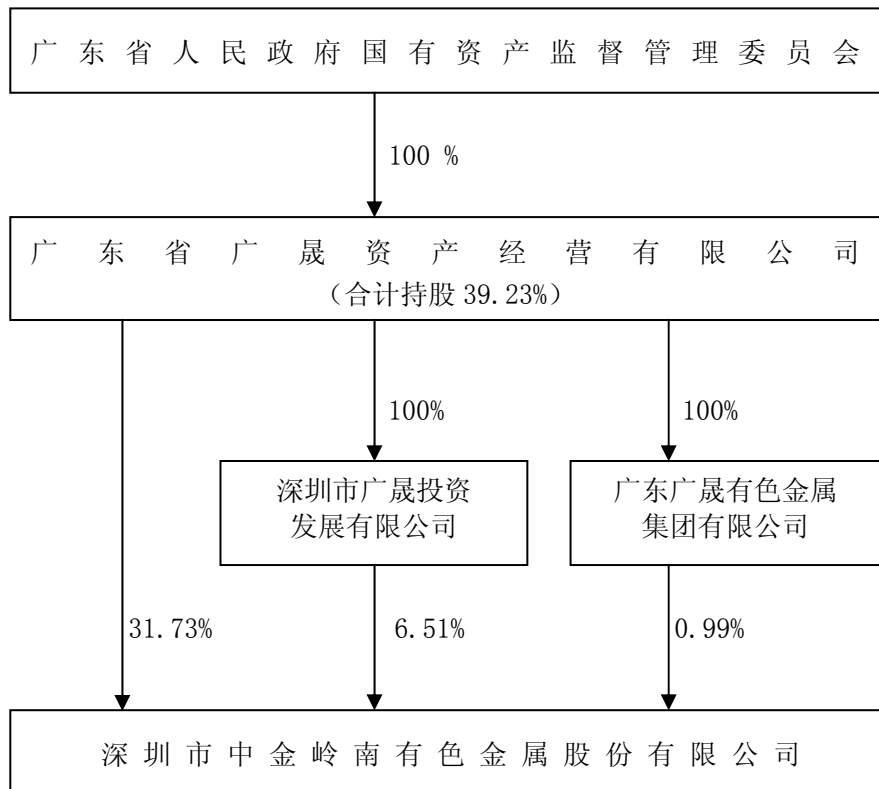 广东省人民政府国有资产监督管理委员会
100 %
广东省广晟资产经营有限公司
（合计持股 39.23%）
100%
100%
深圳市广晟投资
发展有限公司
广东广晟有色金属
集团有限公司
31.73%
6.51%
0.99%
深圳市中金岭南有色金属股份有限公司